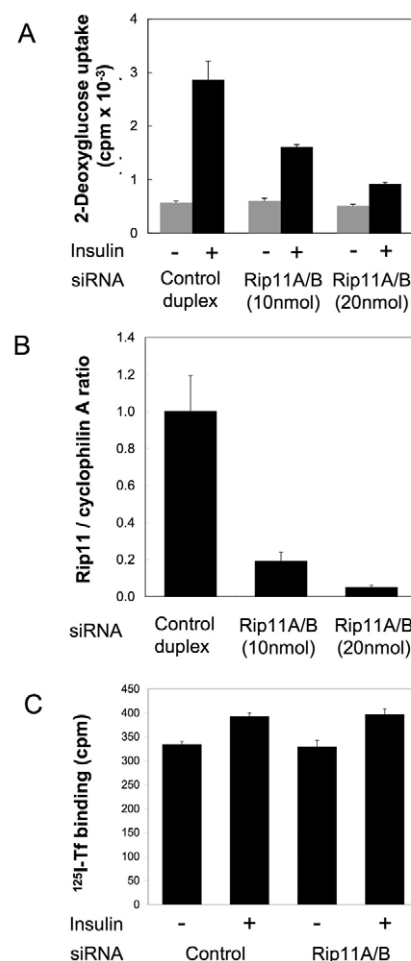 A
2-Deoxyglucose uptake
(cpm x 10-3)
4
3
2
1
0
Insulin - + - + - +
siRNA Control Rip11A/B Rip11A/B
duplex (10nmol) (20nmol)
B
Rip11 / cyclophilin A ratio
1.4
1.2
1.0
0.8
0.6
0.4
0.2
0.0
siRNA Control Rip11A/B Rip11A/B
duplex (10nmol) (20nmol)
C
125I-Tf binding (cpm)
450
400
350
300
250
200
150
100
50
0
Insulin - + - +
siRNA Control Rip11A/B